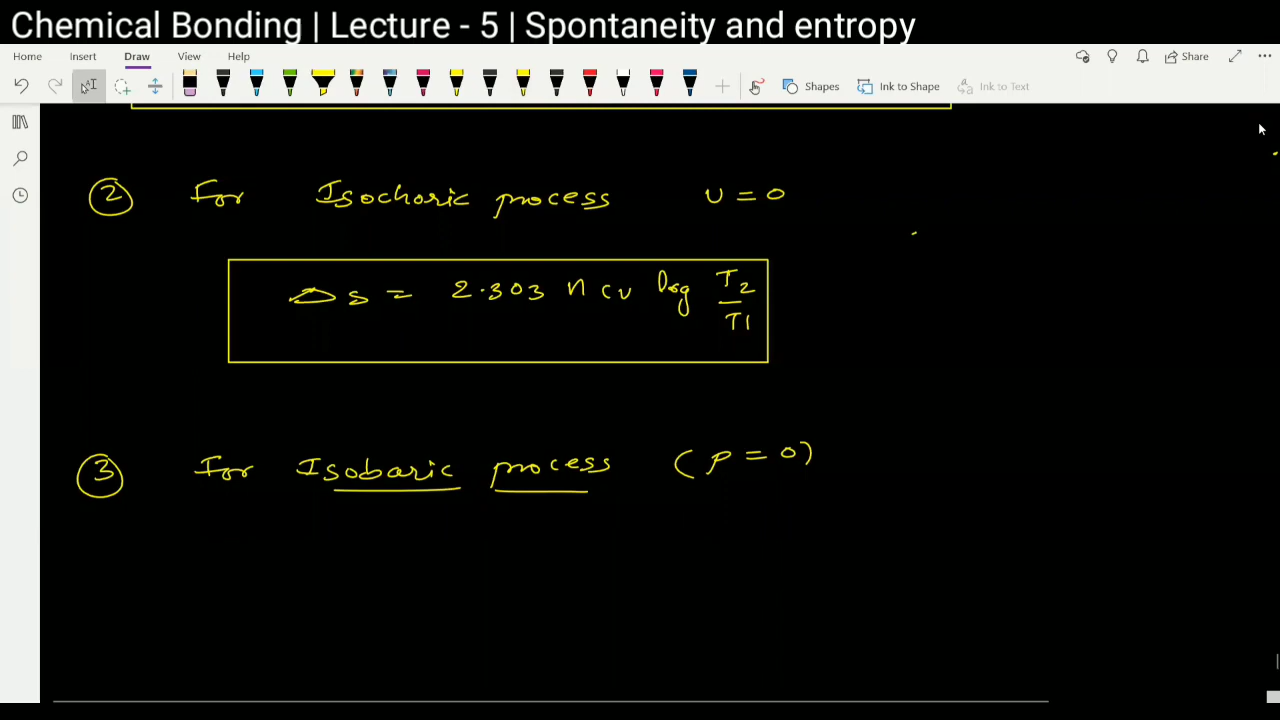 Chemical Bonding | Lecture - 5 | Spontaneity and entropy
Home Insert Draw View Help Share
Shapes Ink to Shape Ink to Text
② For Isochoric process υ = 0
Δs = 2.303 n cv log T2/T1
③ For Isobaric process (p = 0)